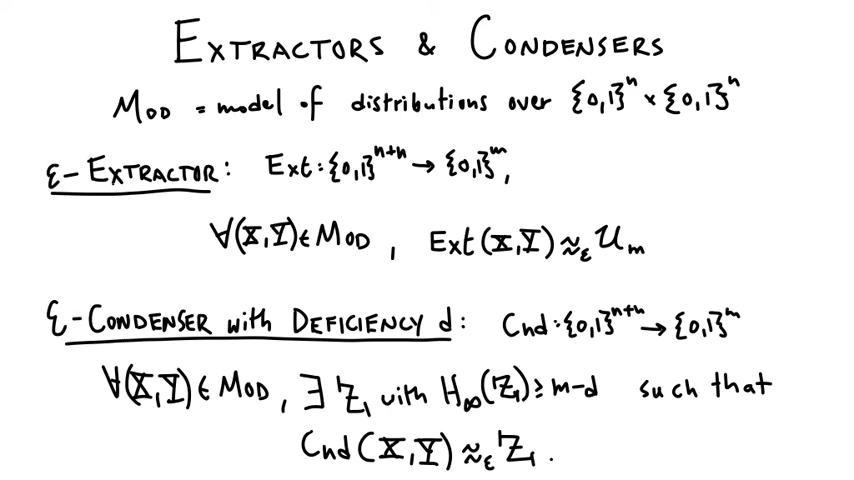 EXTRACTORS & CONDENSERS
MOD = model of distributions over {0,1}^n × {0,1}^n
ε-EXTRACTOR: Ext: {0,1}^{n+n} → {0,1}^m,
∀(X,Y)∈MOD, Ext(X,Y) ≈_ε U_m
ε-CONDENSER with DEFICIENCY d: Cnd: {0,1}^{n+n} → {0,1}^m
∀(X,Y)∈MOD, ∃ Z, with H_∞(Z) ≥ m-d such that
Cnd(X,Y) ≈_ε Z.